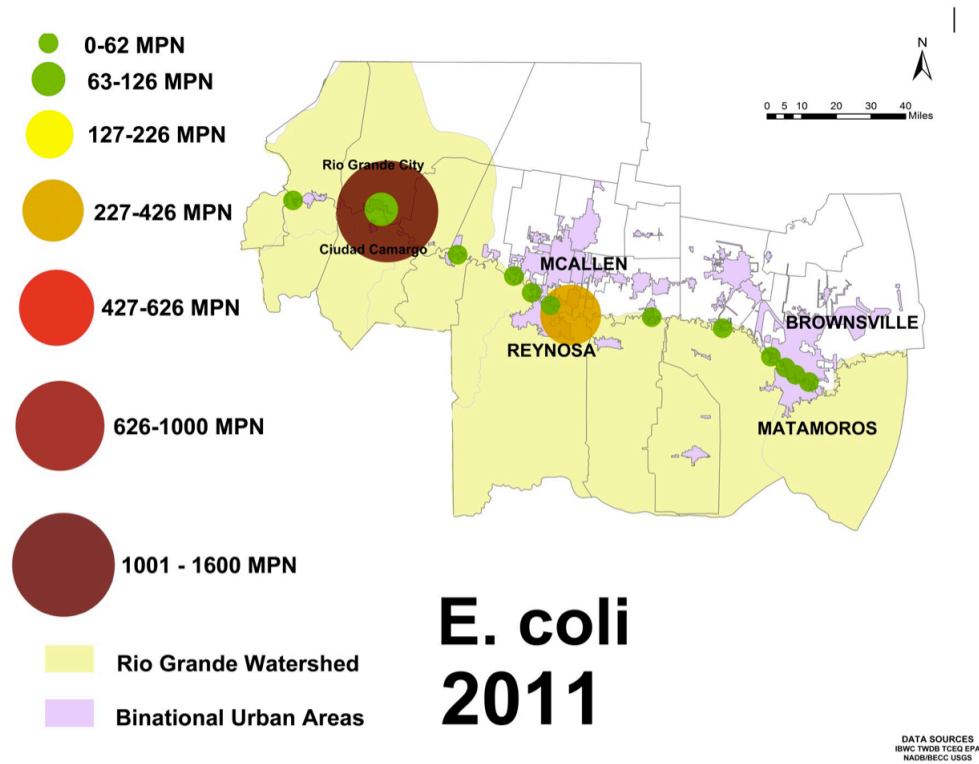 0-62 MPN
63-126 MPN
127-226 MPN
227-426 MPN
427-626 MPN
626-1000 MPN
1001 - 1600 MPN
Rio Grande Watershed
Binational Urban Areas
N
0 5 10 20 30 40
Miles
Rio Grande City
Ciudad Camargo
MCALLEN
REYNOSA
BROWNSVILLE
MATAMOROS
E. coli
2011
DATA SOURCES
IBWC TWDB TCEQ EPA
NADB/BECC USGS